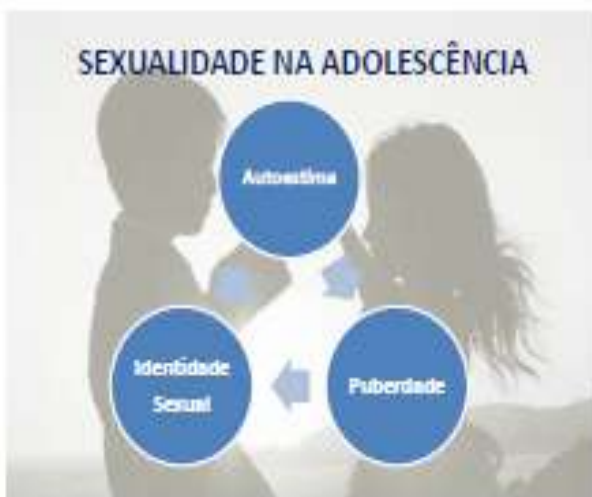 SEXUALIDADE NA ADOLESCÊNCIA
Autoestima
Identidade
Sexual
Puberdade